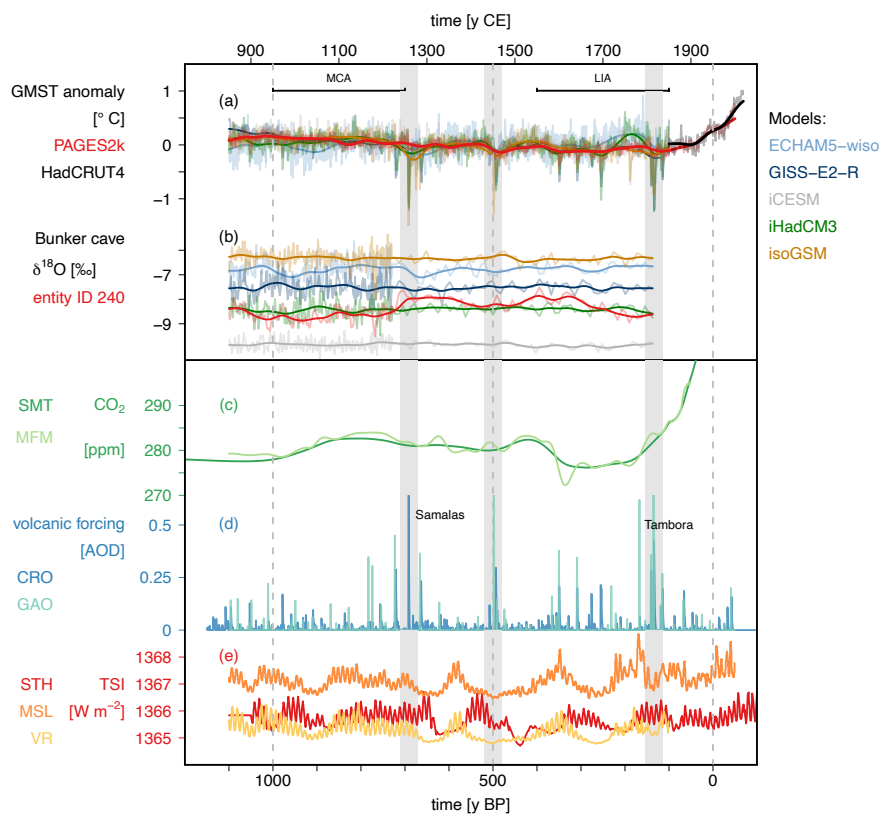 time [y CE]
900 1100 1300 1500 1700 1900
MCA LIA
GMST anomaly
[° C]
PAGES2k
HadCRUT4
1
0
−1
(a)
Models:
ECHAM5−wiso
GISS−E2−R
iCESM
iHadCM3
isoGSM
Bunker cave
δ18O [‰]
entity ID 240
−7
−9
(b)
SMT CO2
MFM [ppm]
290
280
270
(c)
volcanic forcing
[AOD]
CRO
GAO
0.5
0.25
0
(d)
Samalas
Tambora
STH TSI
MSL [W m−2]
VR
1368
1367
1366
1365
(e)
1000 500 0
time [y BP]